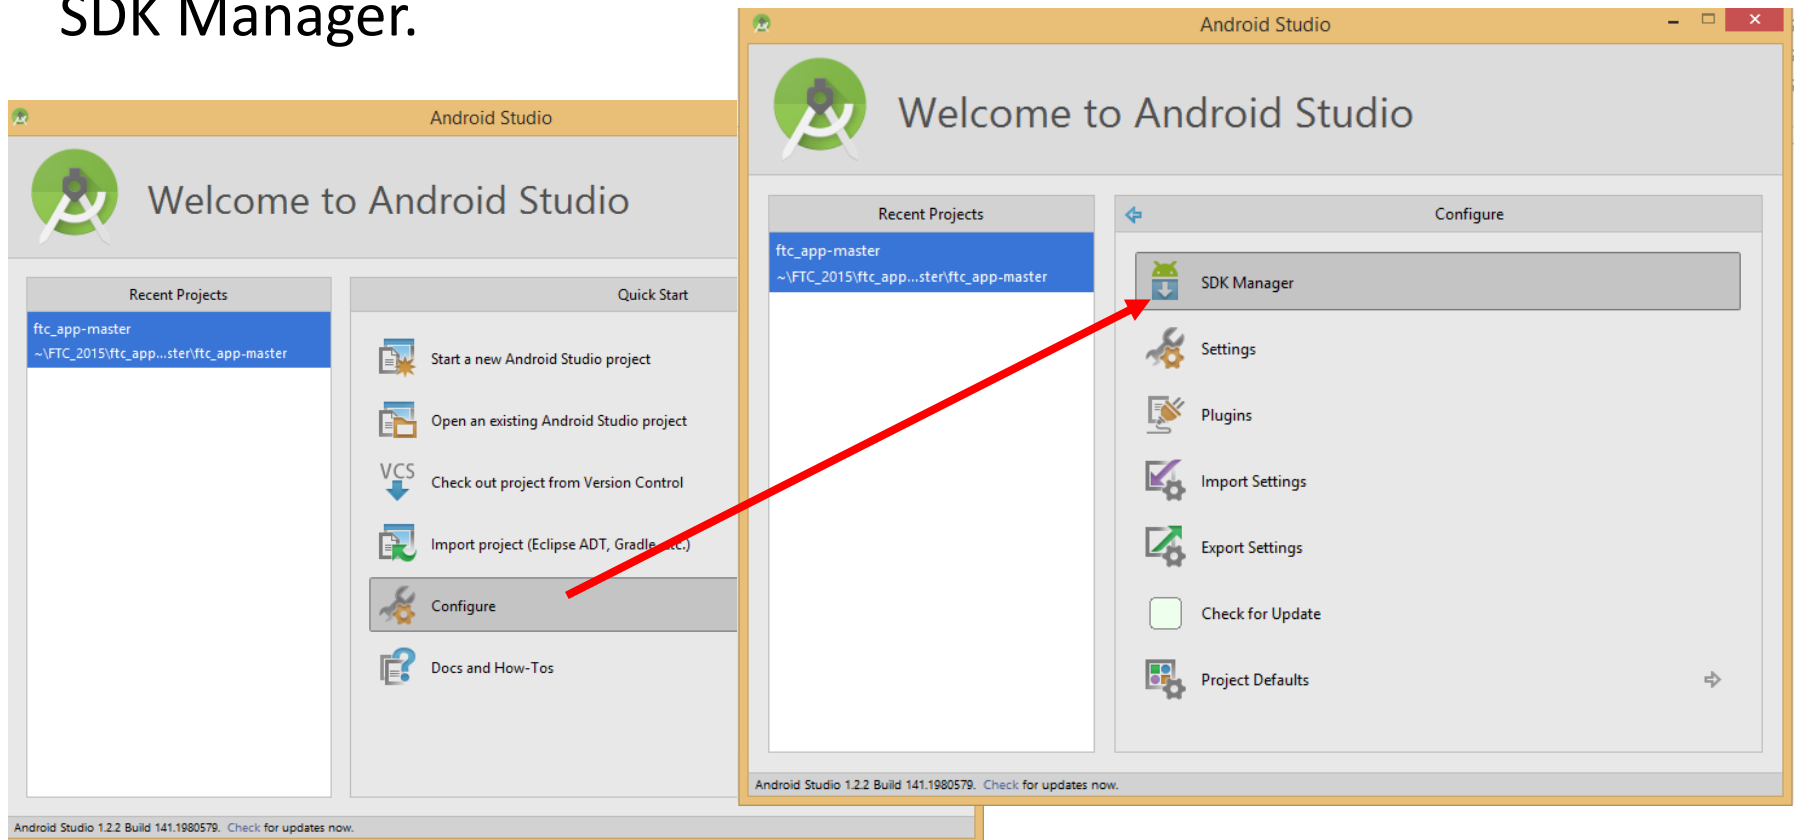 SDK Manager.
Android Studio
Welcome to Android Studio
Recent Projects
ftc_app-master
~\FTC_2015\ftc_app...ster\ftc_app-master
Quick Start
Start a new Android Studio project
Open an existing Android Studio project
VCS
Check out project from Version Control
Import project (Eclipse ADT, Gradle, etc.)
Configure
Docs and How-Tos
Android Studio 1.2.2 Build 141.1980579. Check for updates now.
Android Studio
Welcome to Android Studio
Recent Projects
ftc_app-master
~\FTC_2015\ftc_app...ster\ftc_app-master
Configure
SDK Manager
Settings
Plugins
Import Settings
Export Settings
Check for Update
Project Defaults
Android Studio 1.2.2 Build 141.1980579. Check for updates now.